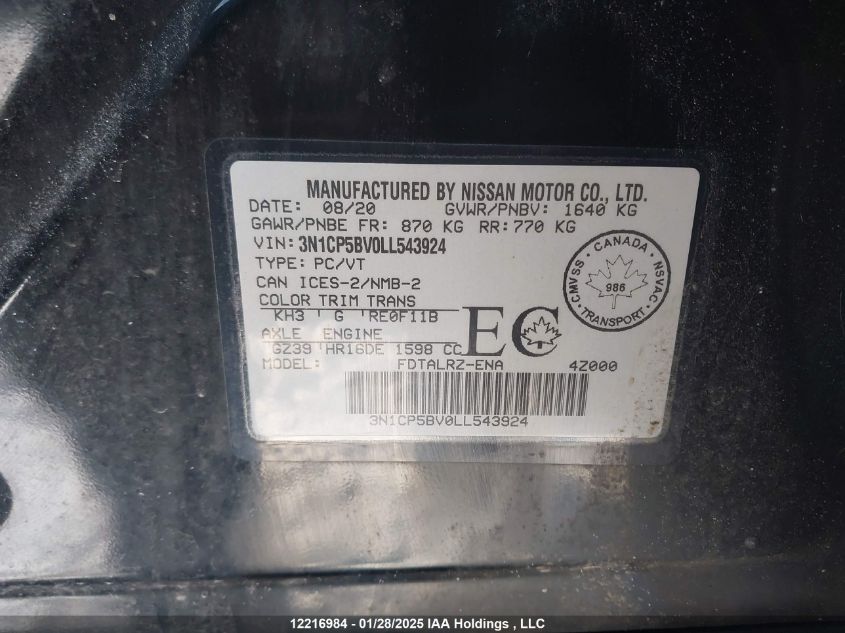 MANUFACTURED BY NISSAN MOTOR CO., LTD.
DATE: 08/20 GVWR/PNBV: 1640 KG
GAWR/PNBE FR: 870 KG RR: 770 KG
VIN: 3N1CP5BV0LL543924
TYPE: PC/VT
CAN ICES-2/NMB-2
COLOR TRIM TRANS
KH3 G RE0F11B
AXLE ENGINE
GZ39 HR16DE 1598 CC
EC
CANADA
CMVSS NSVAC
986
TRANSPORT
MODEL: FDTALRZ-ENA 4Z000
3N1CP5BV0LL543924
12216984 - 01/28/2025 IAA Holdings , LLC